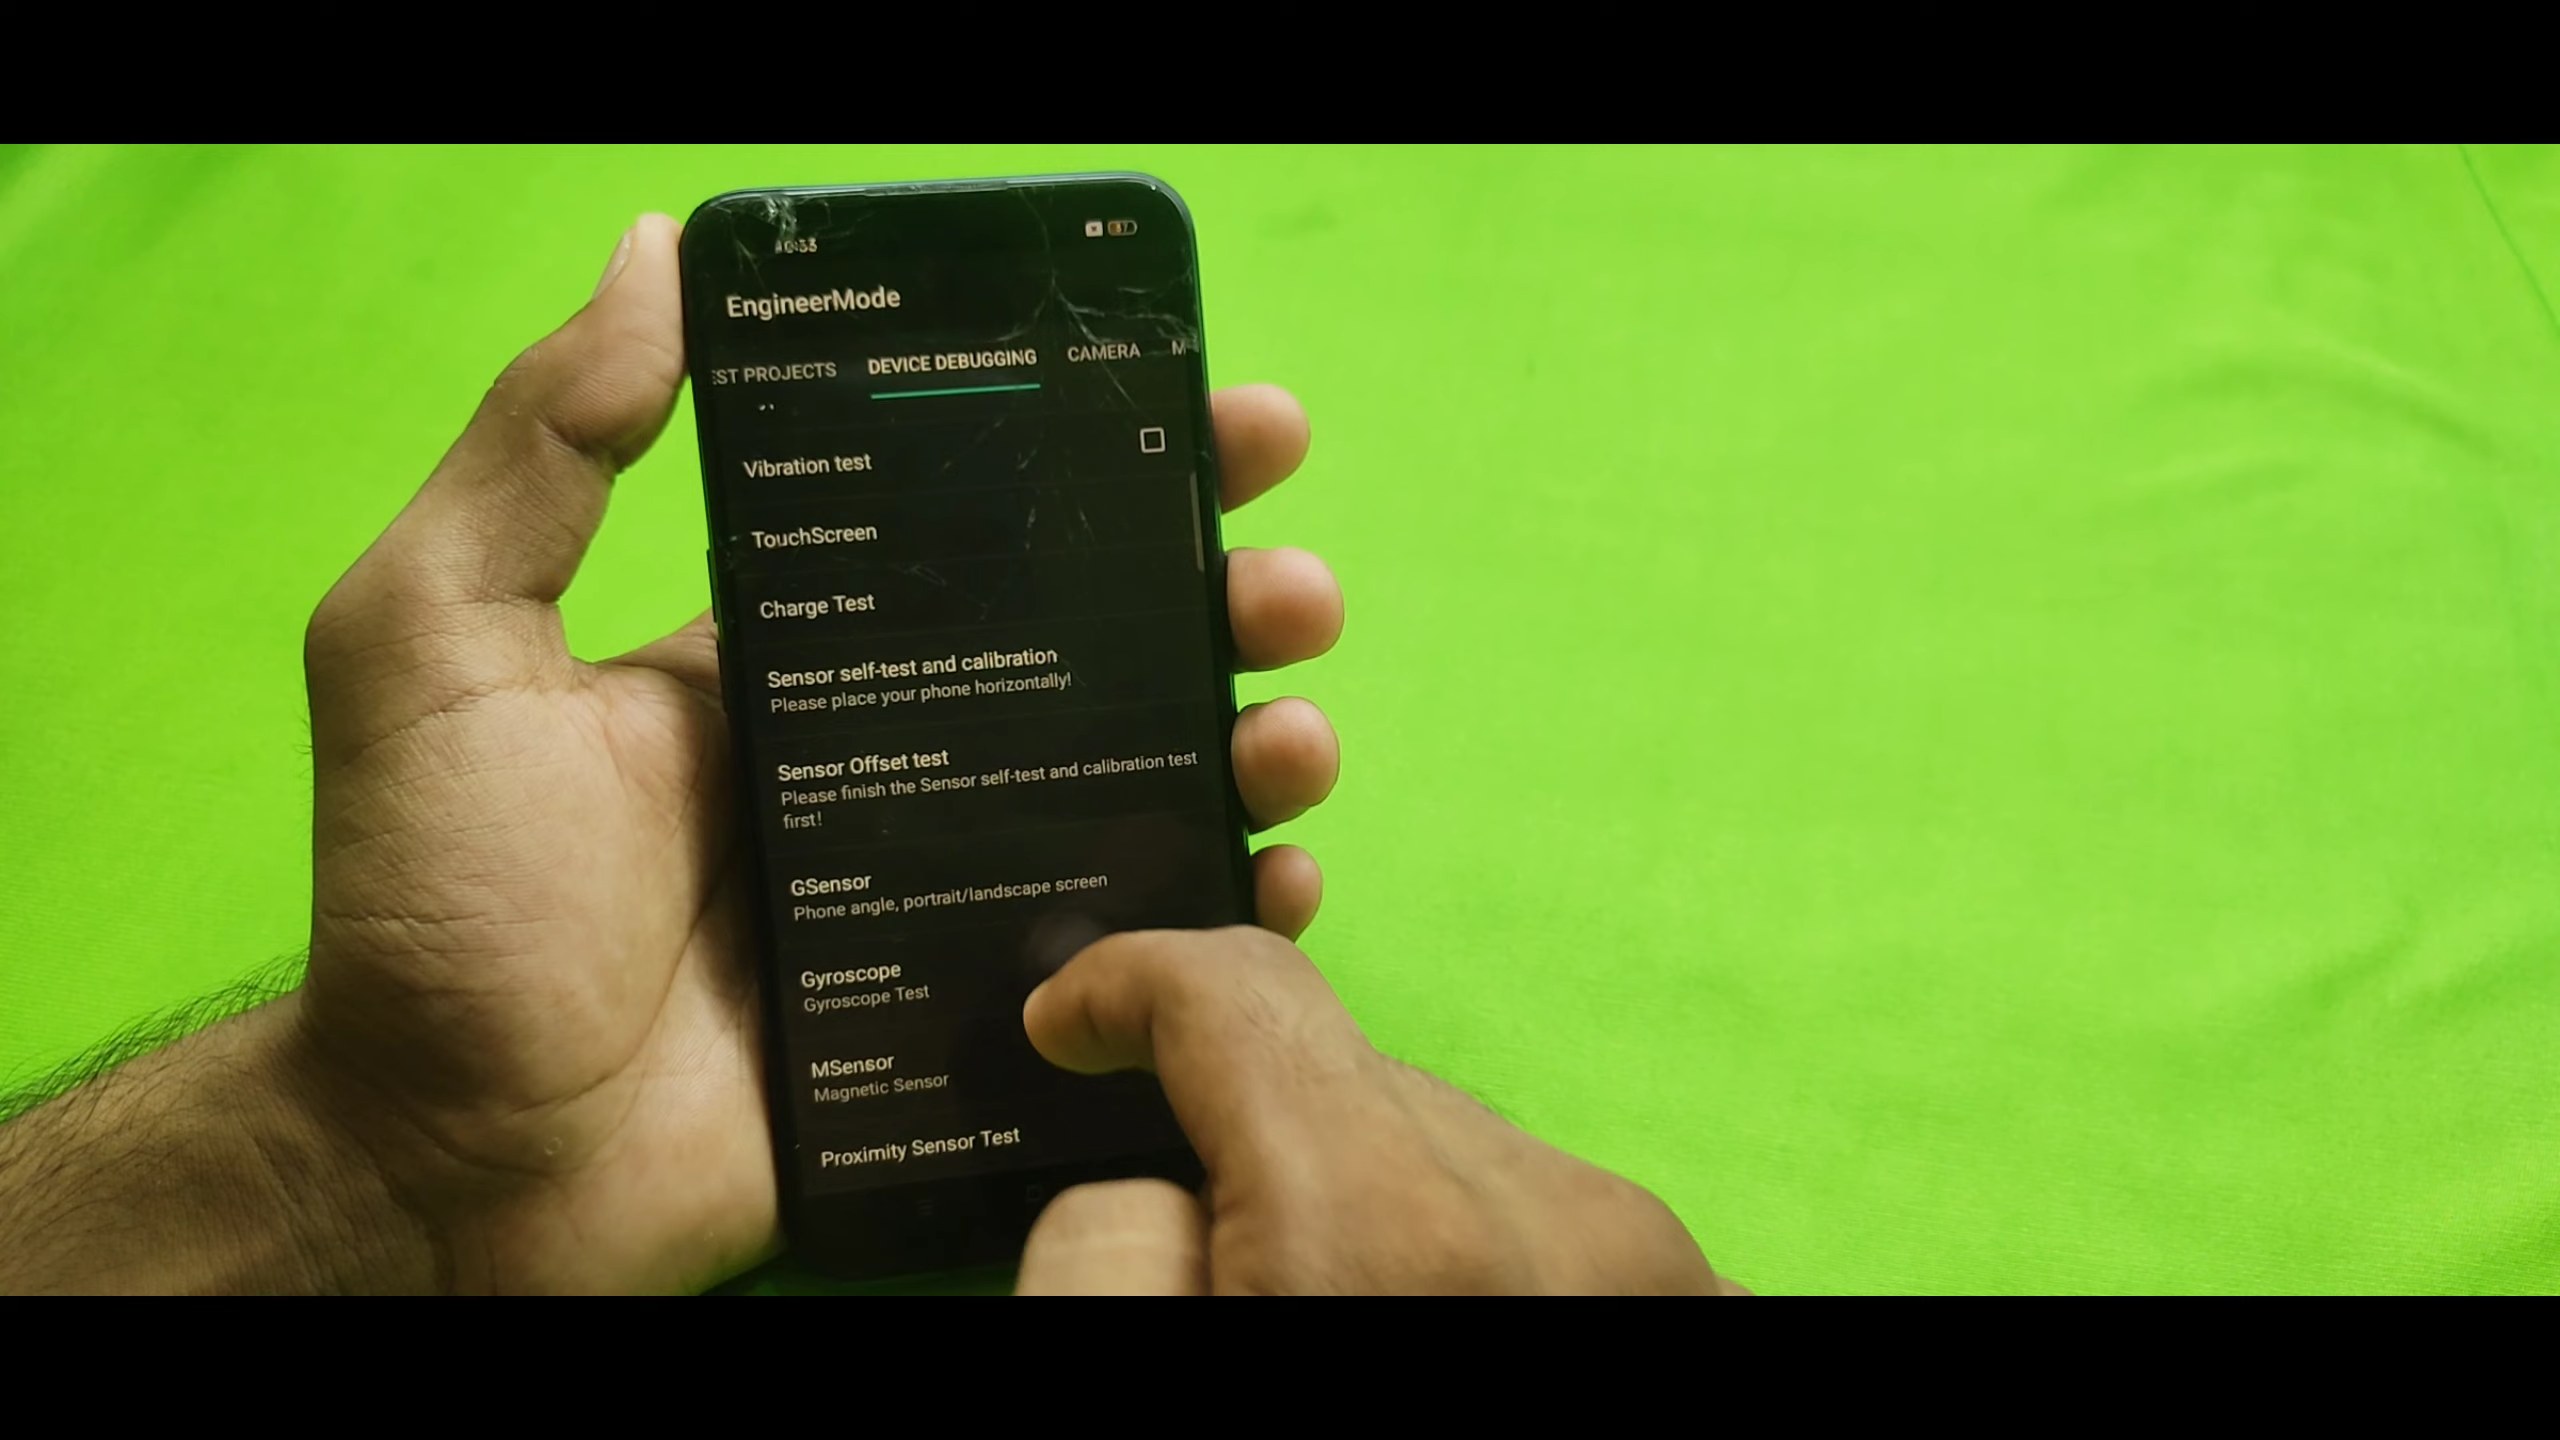 EngineerMode
EST PROJECTS DEVICE DEBUGGING CAMERA M
Vibration test
TouchScreen
Charge Test
Sensor self-test and calibration
Please place your phone horizontally!
Sensor Offset test
Please finish the Sensor self-test and calibration test
first!
GSensor
Phone angle, portrait/landscape screen
Gyroscope
Gyroscope Test
MSensor
Magnetic Sensor
Proximity Sensor Test